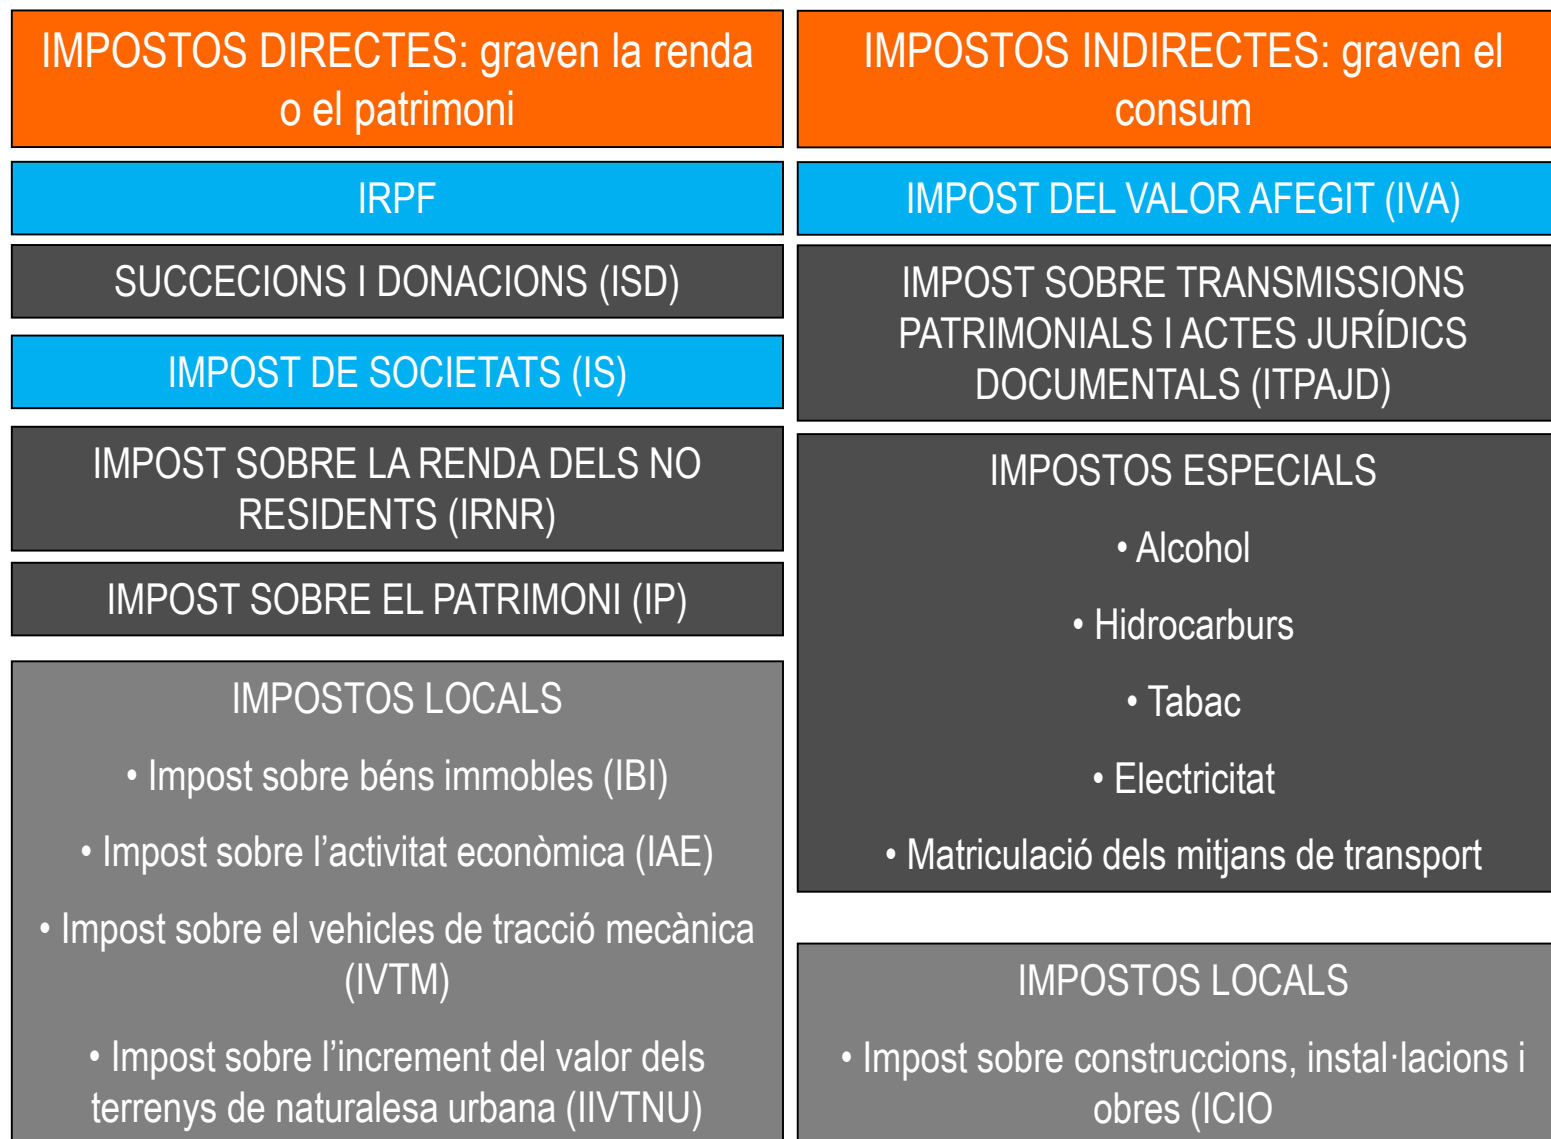 IMPOSTOS DIRECTES: graven la renda
o el patrimoni
IRPF
SUCCECIONS I DONACIONS (ISD)
IMPOST DE SOCIETATS (IS)
IMPOST SOBRE LA RENDA DELS NO
RESIDENTS (IRNR)
IMPOST SOBRE EL PATRIMONI (IP)
IMPOSTOS LOCALS
• Impost sobre béns immobles (IBI)
• Impost sobre l’activitat econòmica (IAE)
• Impost sobre el vehicles de tracció mecànica
(IVTM)
• Impost sobre l’increment del valor dels
terrenys de naturalesa urbana (IIVTNU)
IMPOSTOS INDIRECTES: graven el
consum
IMPOST DEL VALOR AFEGIT (IVA)
IMPOST SOBRE TRANSMISSIONS
PATRIMONIALS I ACTES JURÍDICS
DOCUMENTALS (ITPAJD)
IMPOSTOS ESPECIALS
• Alcohol
• Hidrocarburs
• Tabac
• Electricitat
• Matriculació dels mitjans de transport
IMPOSTOS LOCALS
• Impost sobre construccions, instal·lacions i
obres (ICIO